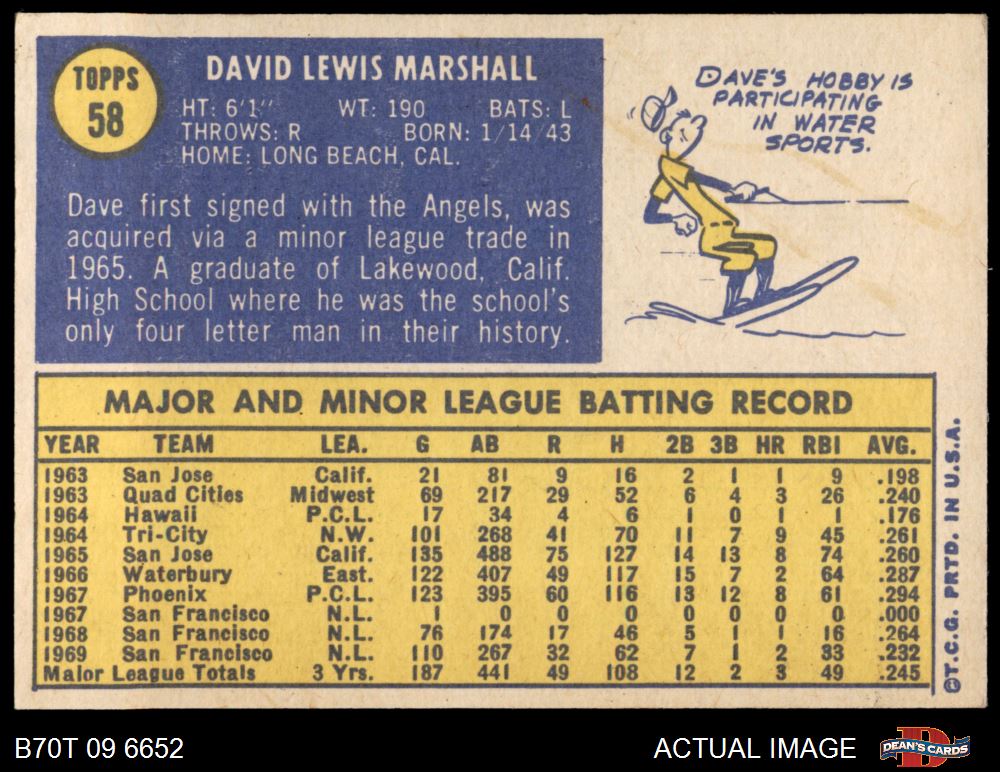 TOPPS
58
DAVID LEWIS MARSHALL
HT: 6'1" WT: 190 BATS: L
THROWS: R BORN: 1/14/43
HOME: LONG BEACH, CAL.
Dave first signed with the Angels, was
acquired via a minor league trade in
1965. A graduate of Lakewood, Calif.
High School where he was the school's
only four letter man in their history.
DAVE'S HOBBY IS
PARTICIPATING
IN WATER
SPORTS.
MAJOR AND MINOR LEAGUE BATTING RECORD
YEAR TEAM LEA. G AB R H 2B 3B HR RBI AVG.
1963 San Jose Calif. 21 81 9 16 2 1 1 9 .198
1963 Quad Cities Midwest 69 217 29 52 6 4 3 26 .240
1964 Hawaii P.C.L. 17 34 4 6 1 0 1 1 .176
1964 Tri-City N.W. 101 268 41 70 11 7 9 45 .261
1965 San Jose Calif. 135 488 75 127 14 13 8 74 .260
1966 Waterbury East. 122 407 49 117 15 7 2 64 .287
1967 Phoenix P.C.L. 123 395 60 116 13 12 8 61 .294
1967 San Francisco N.L. 1 0 0 0 0 0 0 0 .000
1968 San Francisco N.L. 76 174 17 46 5 1 1 16 .264
1969 San Francisco N.L. 110 267 32 62 7 1 2 33 .232
Major League Totals 3 Yrs. 187 441 49 108 12 2 3 49 .245
©T.C.G. PRTD. IN U.S.A.
B70T 09 6652
ACTUAL IMAGE
DEAN'S CARDS